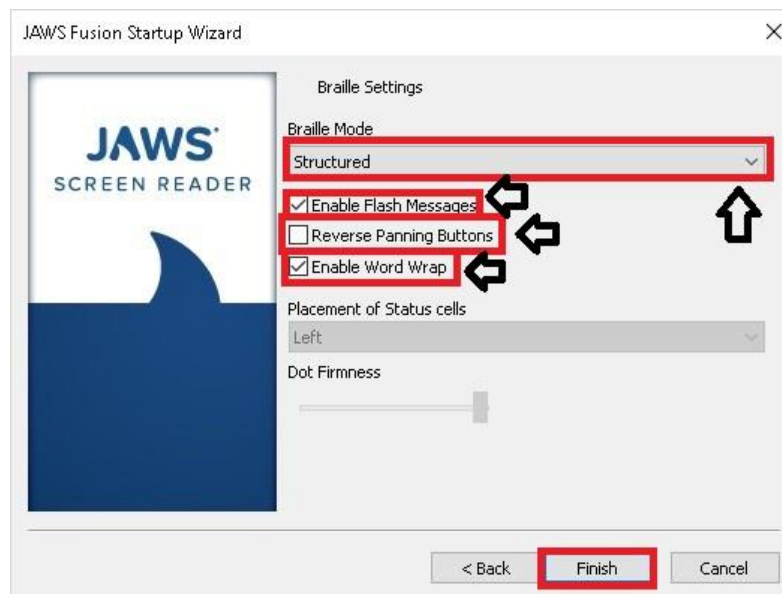 JAWS Fusion Startup Wizard
JAWS
SCREEN READER
Braille Settings
Braille Mode
Structured
Enable Flash Messages
Reverse Panning Buttons
Enable Word Wrap
Placement of Status cells
Left
Dot Firmness
< Back
Finish
Cancel